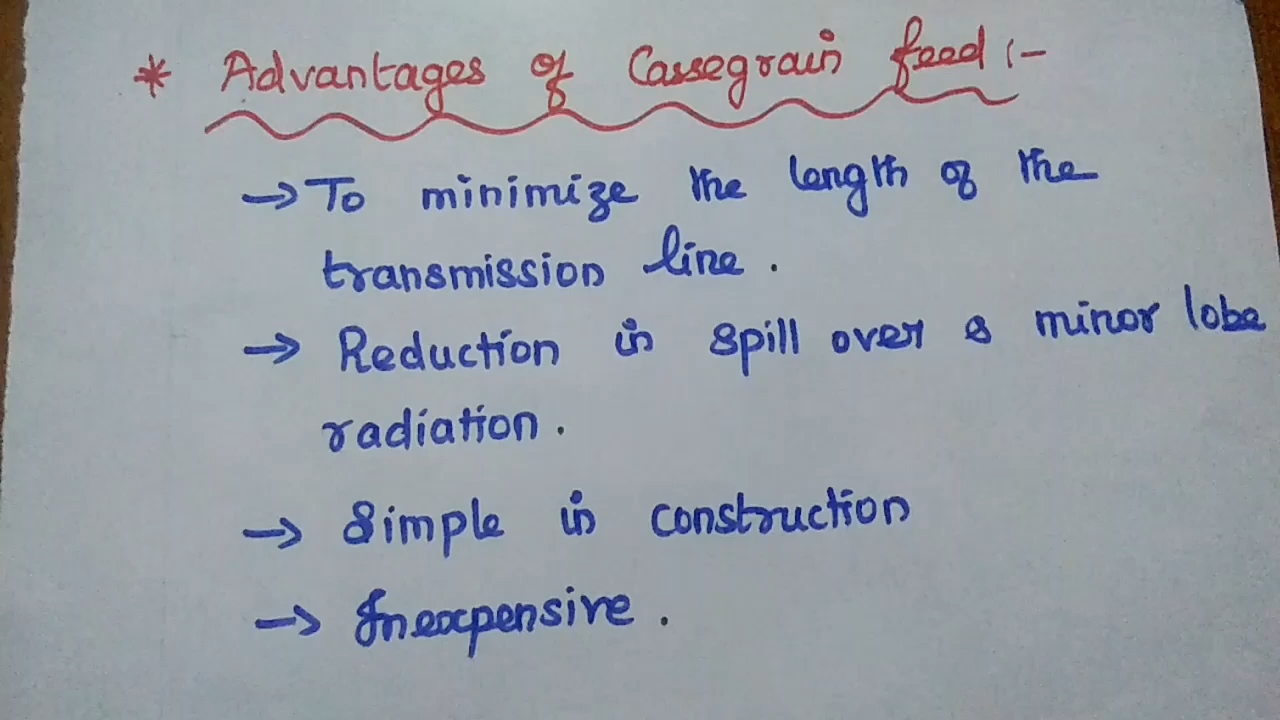 * Advantages of Cassegrain feed :-
→ To minimize the length of the
transmission line .
→ Reduction in spill over & minor lobe
radiation .
→ Simple in construction
→ Inexpensive .